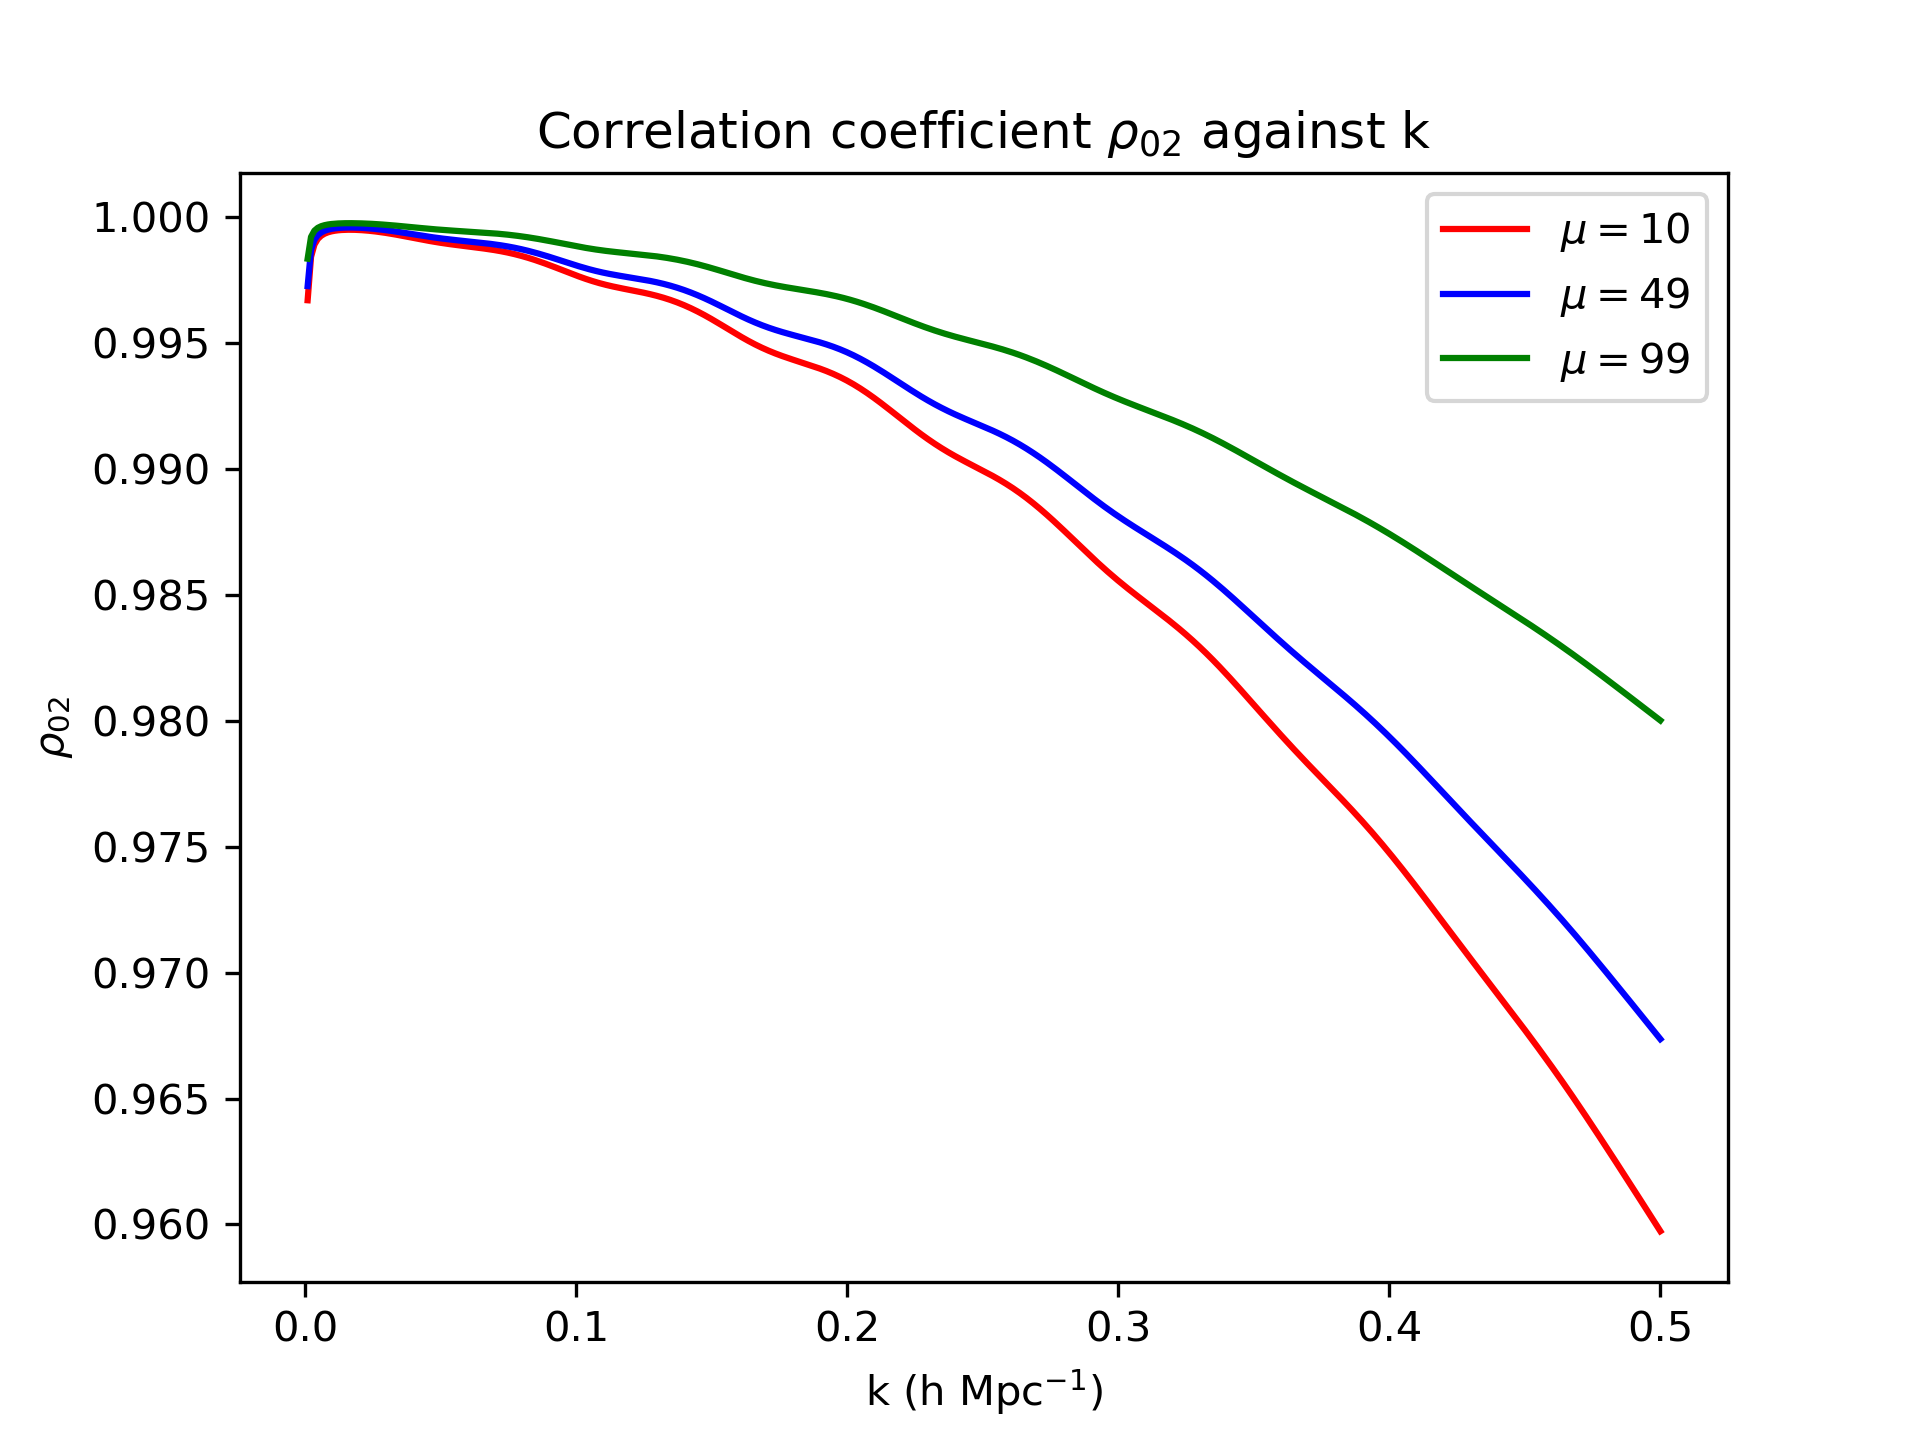 Correlation coefficient ρ₀₂ against k
1.000
0.995
0.990
0.985
0.980
0.975
0.970
0.965
0.960
ρ₀₂
μ = 10
μ = 49
μ = 99
0.0 0.1 0.2 0.3 0.4 0.5
k (h Mpc⁻¹)